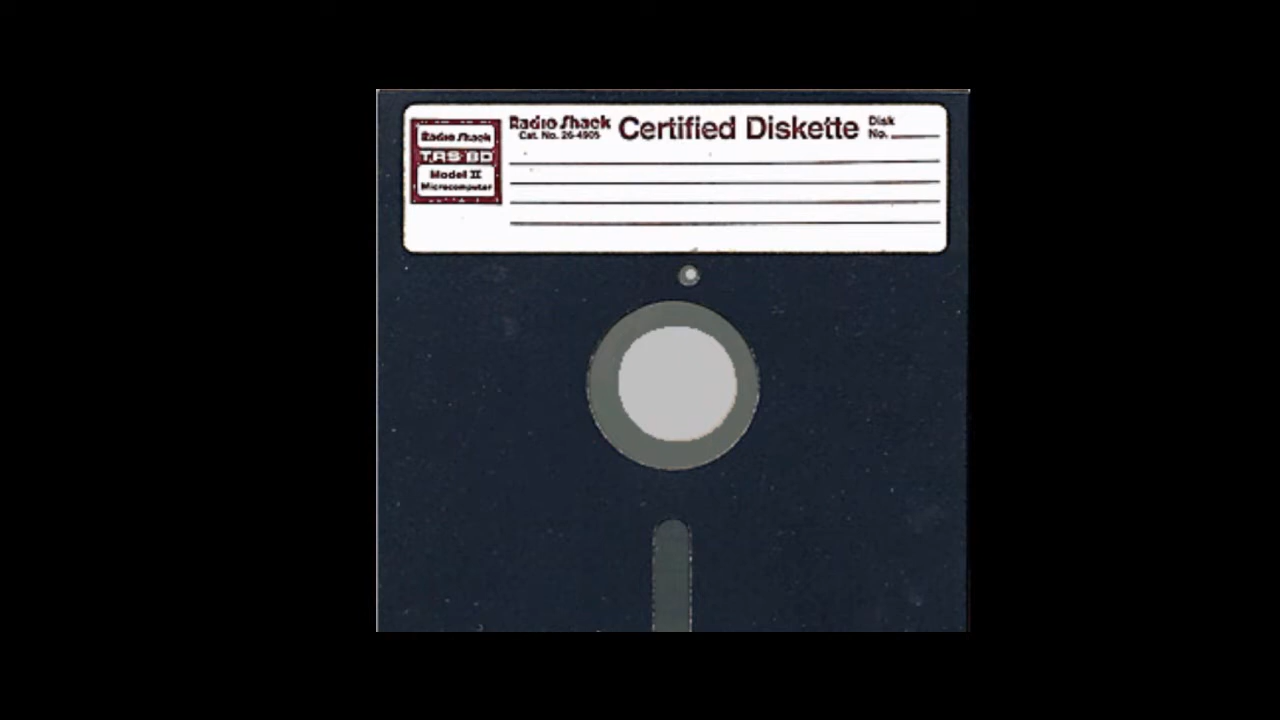 Radio Shack
TRS-80
Model II
Microcomputer
Radio Shack
Cat. No. 26-4905
Certified Diskette
Disk
No.